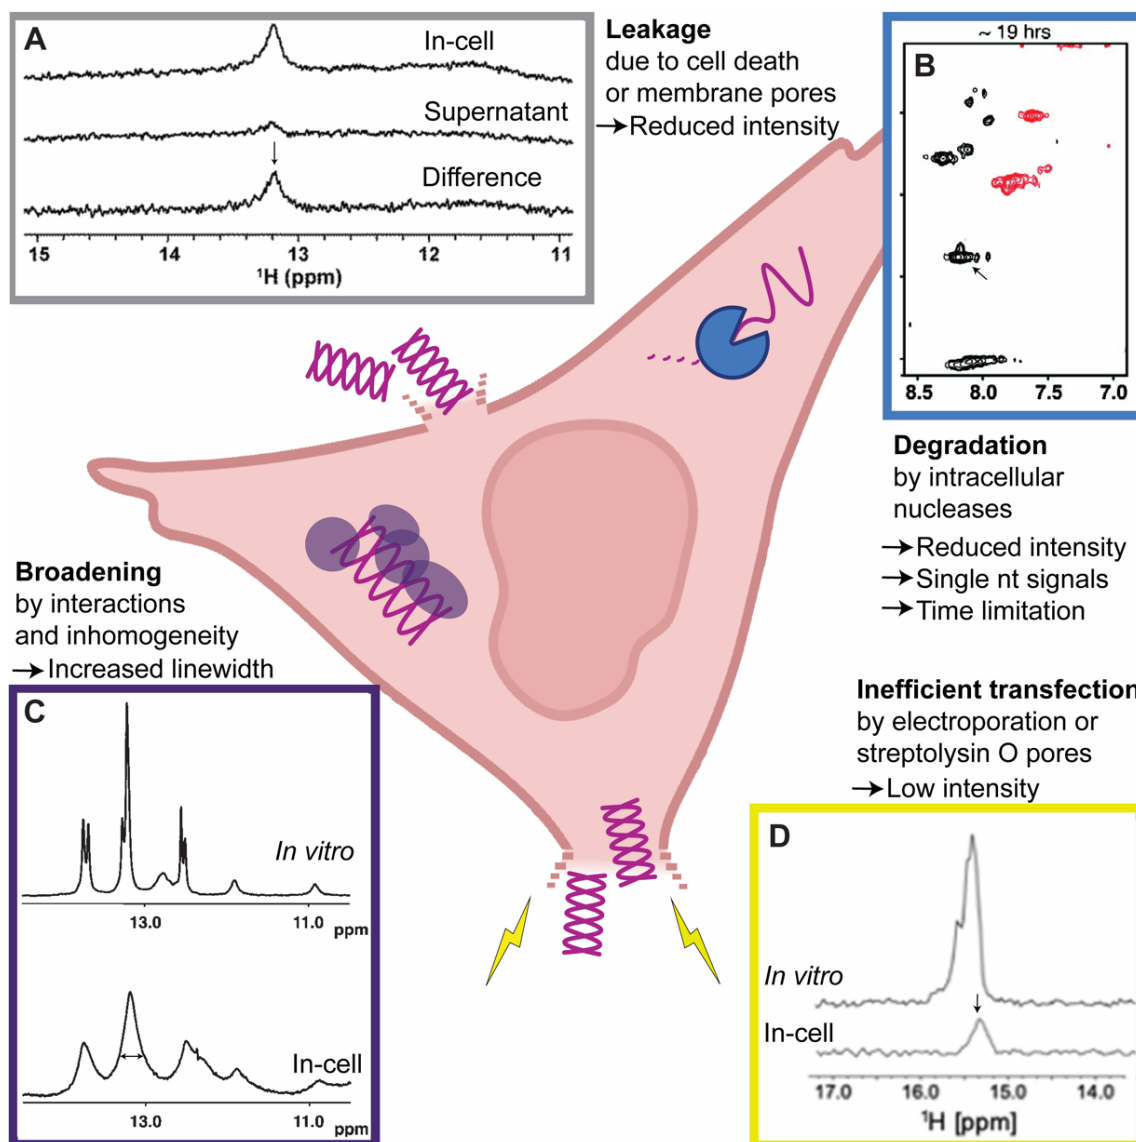 A
In-cell
Supernatant
Difference
15 14 13 12 11
¹H (ppm)
Leakage
due to cell death
or membrane pores
→ Reduced intensity
~ 19 hrs
B
8.5 8.0 7.5 7.0
Degradation
by intracellular
nucleases
→ Reduced intensity
→ Single nt signals
→ Time limitation
Broadening
by interactions
and inhomogeneity
→ Increased linewidth
C
In vitro
13.0 11.0 ppm
In-cell
13.0 11.0 ppm
Inefficient transfection
by electroporation or
streptolysin O pores
→ Low intensity
D
In vitro
In-cell
17.0 16.0 15.0 14.0
¹H [ppm]